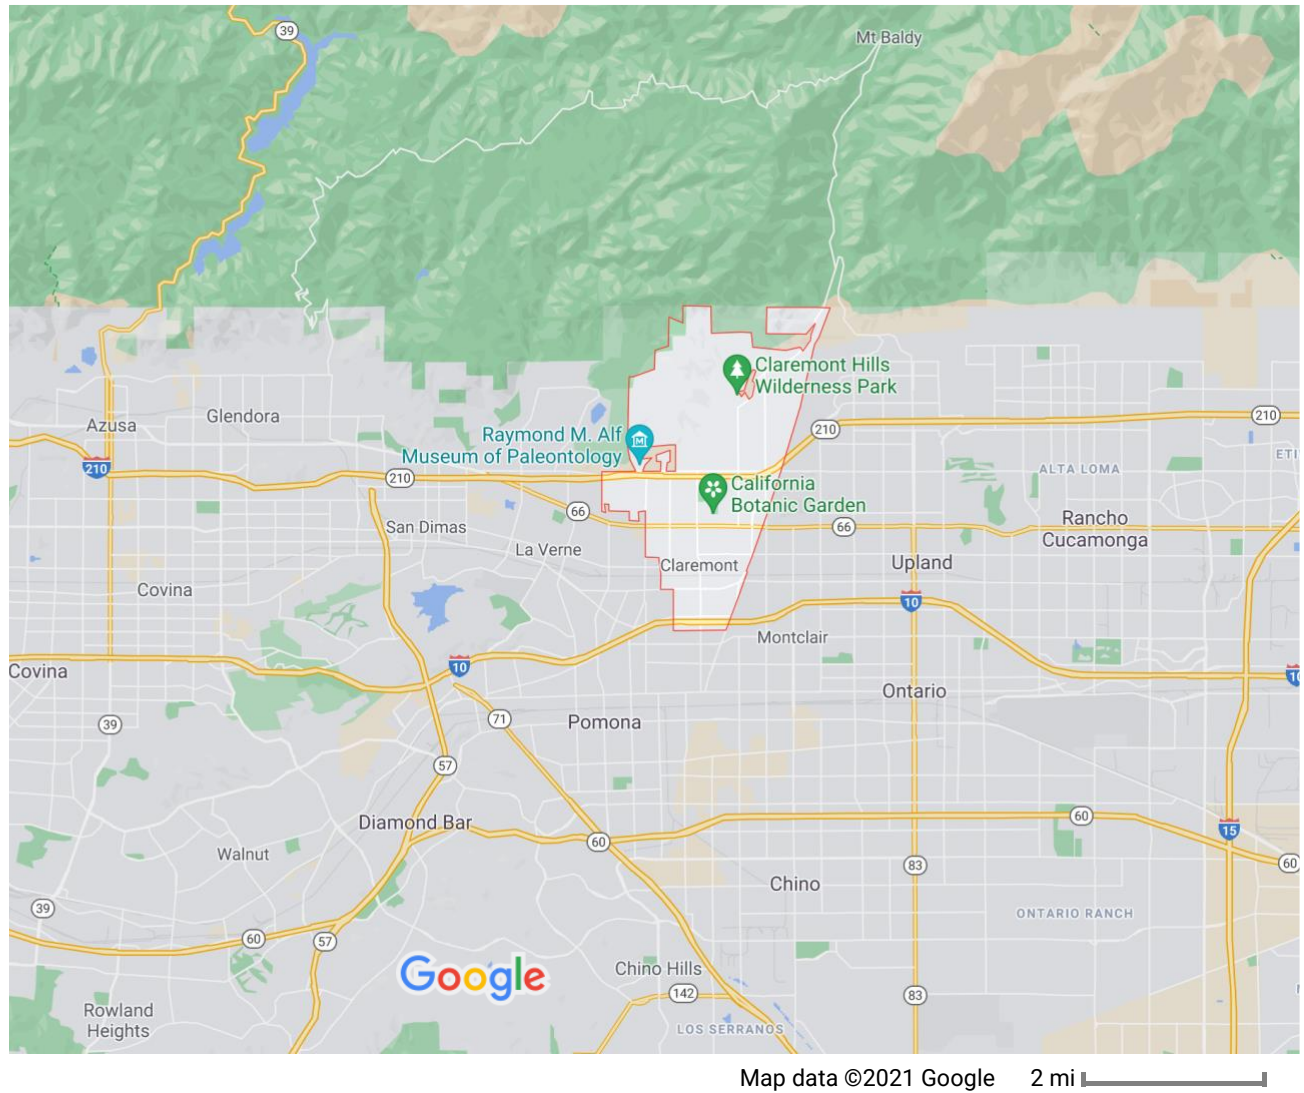 39
Mt Baldy
Claremont Hills
Wilderness Park
Glendora
Azusa
210
210
Raymond M. Alf
Museum of Paleontology
210
210
ALTA LOMA
ETI
California
Botanic Garden
66
66
San Dimas
Rancho
Cucamonga
La Verne
Claremont
Upland
Covina
10
Montclair
10
Covina
10
Ontario
39
71
Pomona
57
Diamond Bar
60
15
60
Walnut
60
83
Chino
39
ONTARIO RANCH
60
57
Google
Chino Hills
142
83
Rowland
Heights
LOS SERRANOS
Map data ©2021 Google 2 mi